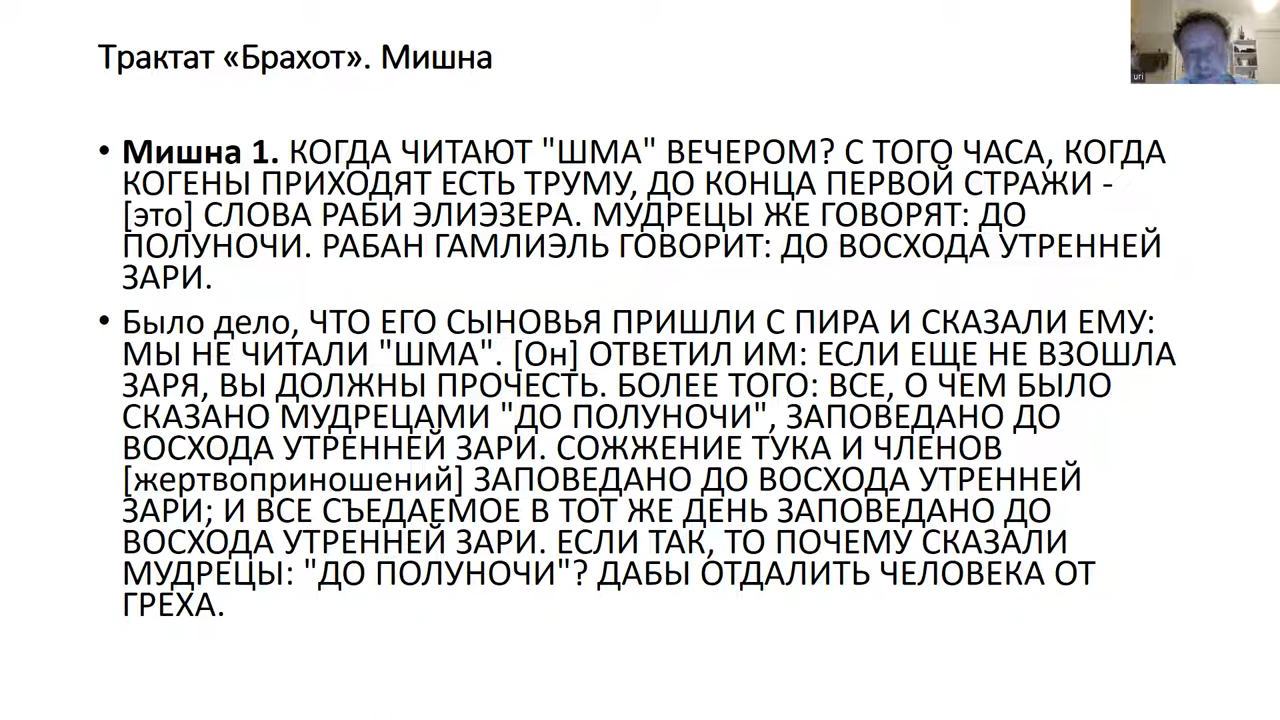 Трактат «Брахот». Мишна
uri
• Мишна 1. КОГДА ЧИТАЮТ "ШМА" ВЕЧЕРОМ? С ТОГО ЧАСА, КОГДА
КОГЕНЫ ПРИХОДЯТ ЕСТЬ ТРУМУ, ДО КОНЦА ПЕРВОЙ СТРАЖИ -
[это] СЛОВА РАБИ ЭЛИЭЗЕРА. МУДРЕЦЫ ЖЕ ГОВОРЯТ: ДО
ПОЛУНОЧИ. РАБАН ГАМЛИЭЛЬ ГОВОРИТ: ДО ВОСХОДА УТРЕННЕЙ
ЗАРИ.
• Было дело, ЧТО ЕГО СЫНОВЬЯ ПРИШЛИ С ПИРА И СКАЗАЛИ ЕМУ:
МЫ НЕ ЧИТАЛИ "ШМА". [Он] ОТВЕТИЛ ИМ: ЕСЛИ ЕЩЕ НЕ ВЗОШЛА
ЗАРЯ, ВЫ ДОЛЖНЫ ПРОЧЕСТЬ. БОЛЕЕ ТОГО: ВСЕ, О ЧЕМ БЫЛО
СКАЗАНО МУДРЕЦАМИ "ДО ПОЛУНОЧИ", ЗАПОВЕДАНО ДО
ВОСХОДА УТРЕННЕЙ ЗАРИ. СОЖЖЕНИЕ ТУКА И ЧЛЕНОВ
[жертвоприношений] ЗАПОВЕДАНО ДО ВОСХОДА УТРЕННЕЙ
ЗАРИ; И ВСЕ СЪЕДАЕМОЕ В ТОТ ЖЕ ДЕНЬ ЗАПОВЕДАНО ДО
ВОСХОДА УТРЕННЕЙ ЗАРИ. ЕСЛИ ТАК, ТО ПОЧЕМУ СКАЗАЛИ
МУДРЕЦЫ: "ДО ПОЛУНОЧИ"? ДАБЫ ОТДАЛИТЬ ЧЕЛОВЕКА ОТ
ГРЕХА.